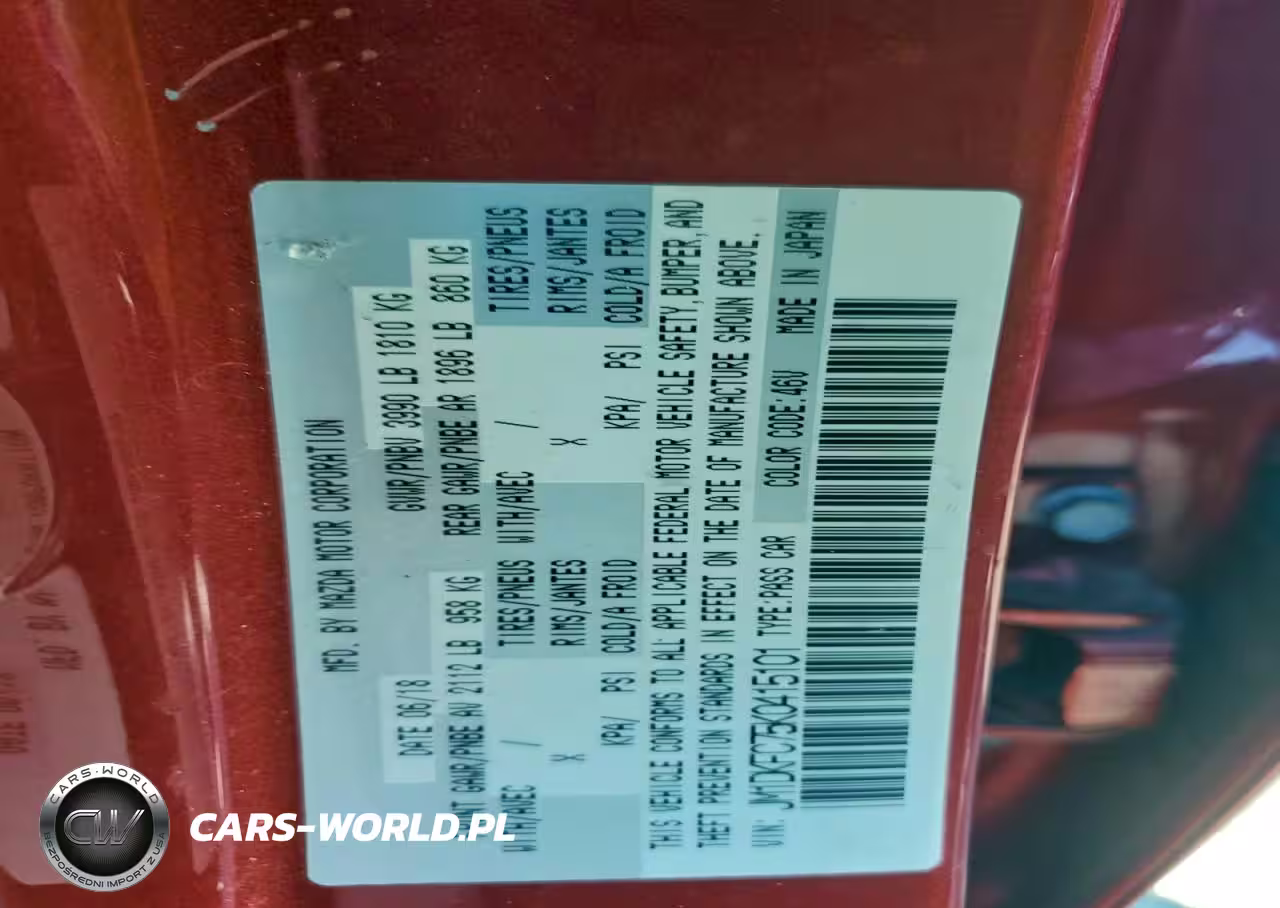 MFD. BY MAZDA MOTOR CORPORATION
DATE 06/18 GVWR/PNBV 3990 LB 1810 KG
GAWR/PNBE AV 2112 LB 958 KG REAR GAWR/PNBE AR 1896 LB 860 KG
WITH/AVEC / TIRES/PNEUS WITH/AVEC / TIRES/PNEUS
X RIMS/JANTES X RIMS/JANTES
KPA/ PSI COLD/A FROID KPA/ PSI COLD/A FROID
THIS VEHICLE CONFORMS TO ALL APPLICABLE FEDERAL MOTOR VEHICLE SAFETY, BUMPER, AND
THEFT PREVENTION STANDARDS IN EFFECT ON THE DATE OF MANUFACTURE SHOWN ABOVE.
VIN: JM1DKFC75K0415101 TYPE:PASS CAR COLOR CODE:46V MADE IN JAPAN
CARS-WORLD
CW
BEZPOŚREDNI IMPORT Z USA
CARS-WORLD.PL